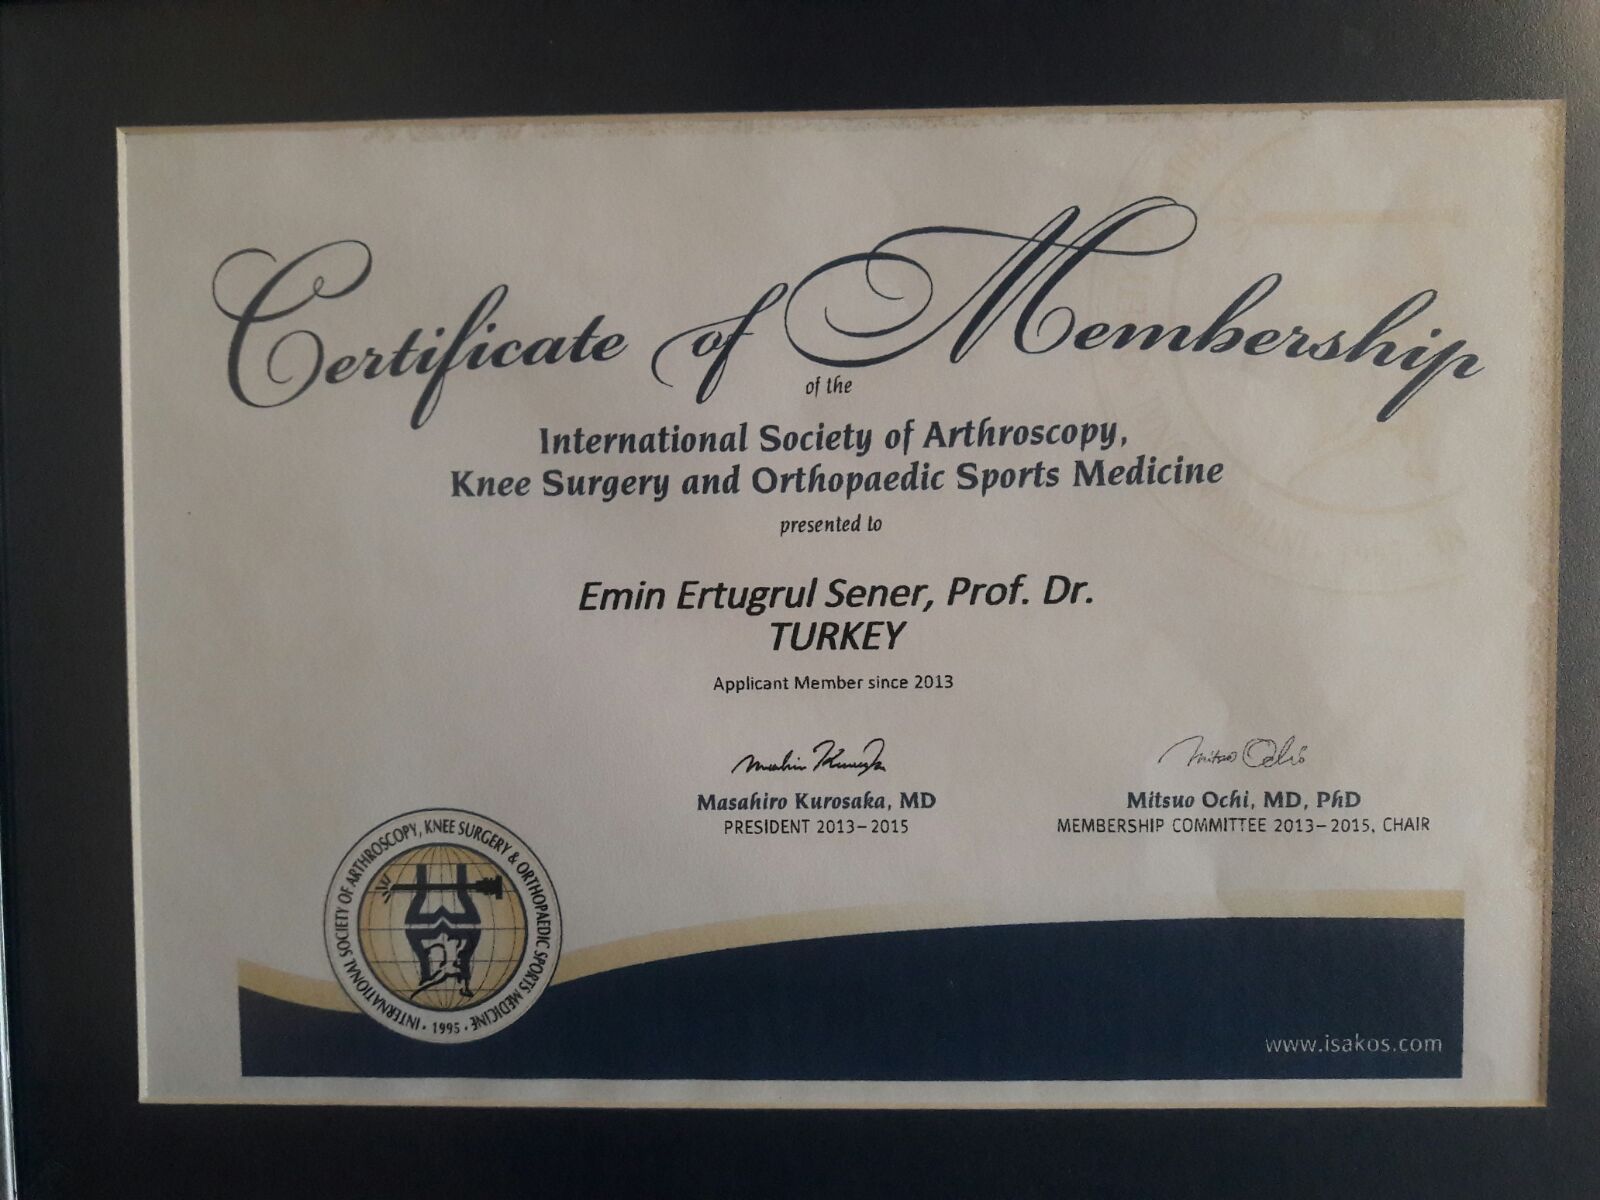 Certificate of Membership
of the
International Society of Arthroscopy,
Knee Surgery and Orthopaedic Sports Medicine
presented to
Emin Ertugrul Sener, Prof. Dr.
TURKEY
Applicant Member since 2013
Masahiro Kurosaka, MD
PRESIDENT 2013–2015
Mitsuo Ochi
Mitsuo Ochi, MD, PhD
MEMBERSHIP COMMITTEE 2013–2015, CHAIR
INTERNATIONAL SOCIETY OF ARTHROSCOPY, KNEE SURGERY & ORTHOPAEDIC SPORTS MEDICINE
· 1995 ·
www.isakos.com